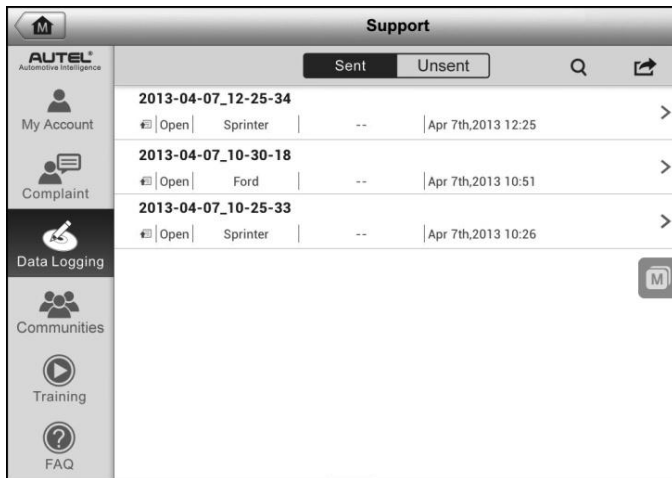 M
Support
AUTEL®
Automotive Intelligence
Sent
Unsent
My Account
Complaint
Data Logging
Communities
Training
FAQ
2013-04-07_12-25-34
Open Sprinter -- Apr 7th,2013 12:25
2013-04-07_10-30-18
Open Ford -- Apr 7th,2013 10:51
2013-04-07_10-25-33
Open Sprinter -- Apr 7th,2013 10:26
M